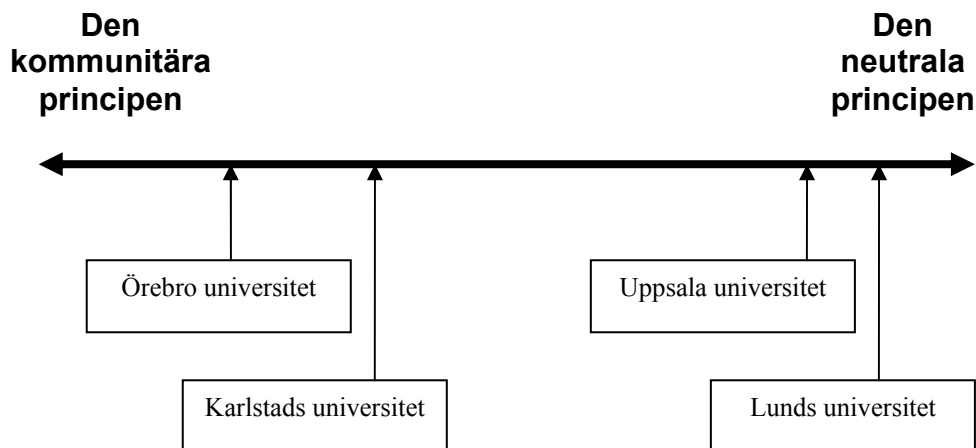 Den
kommunitära
principen
Den
neutrala
principen
Örebro universitet
Uppsala universitet
Karlstads universitet
Lunds universitet